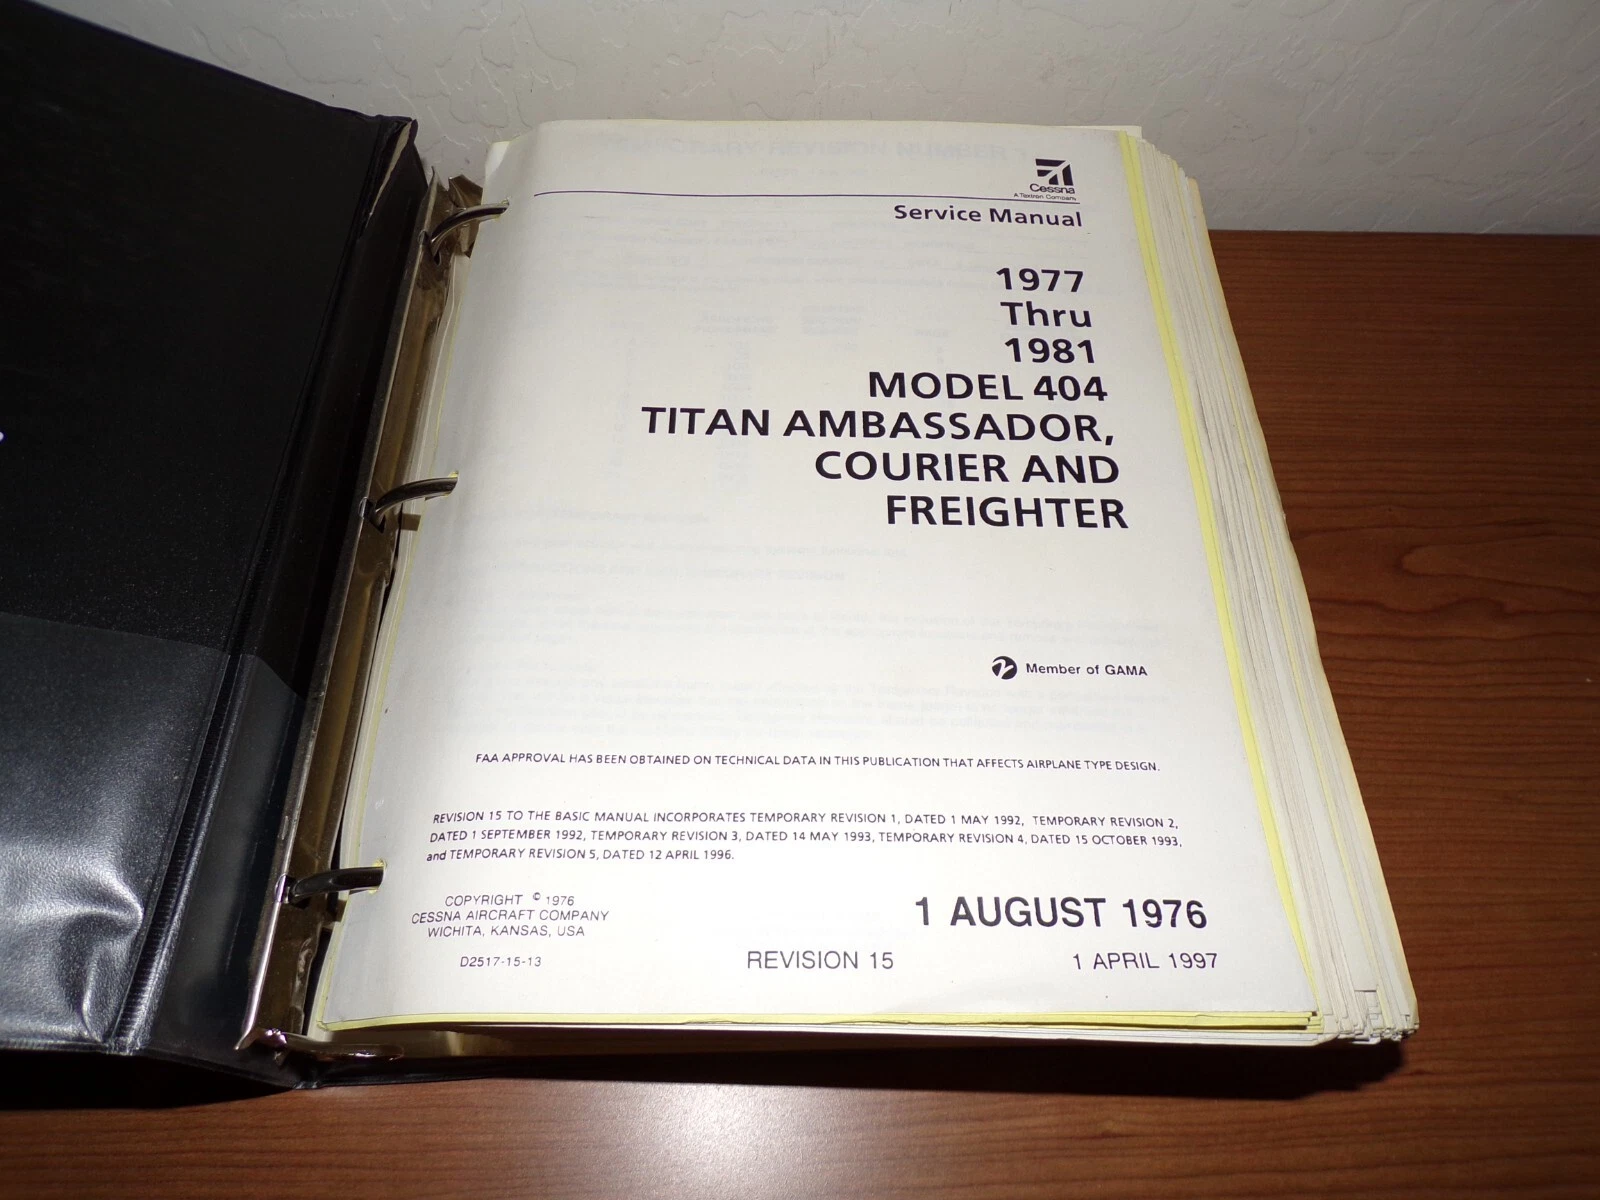 Cessna
A Textron Company
Service Manual
1977
Thru
1981
MODEL 404
TITAN AMBASSADOR,
COURIER AND
FREIGHTER
Member of GAMA
FAA APPROVAL HAS BEEN OBTAINED ON TECHNICAL DATA IN THIS PUBLICATION THAT AFFECTS AIRPLANE TYPE DESIGN.
REVISION 15 TO THE BASIC MANUAL INCORPORATES TEMPORARY REVISION 1, DATED 1 MAY 1992, TEMPORARY REVISION 2,
DATED 1 SEPTEMBER 1992, TEMPORARY REVISION 3, DATED 14 MAY 1993, TEMPORARY REVISION 4, DATED 15 OCTOBER 1993,
and TEMPORARY REVISION 5, DATED 12 APRIL 1996.
COPYRIGHT © 1976
CESSNA AIRCRAFT COMPANY
WICHITA, KANSAS, USA
1 AUGUST 1976
D2517-15-13
REVISION 15
1 APRIL 1997